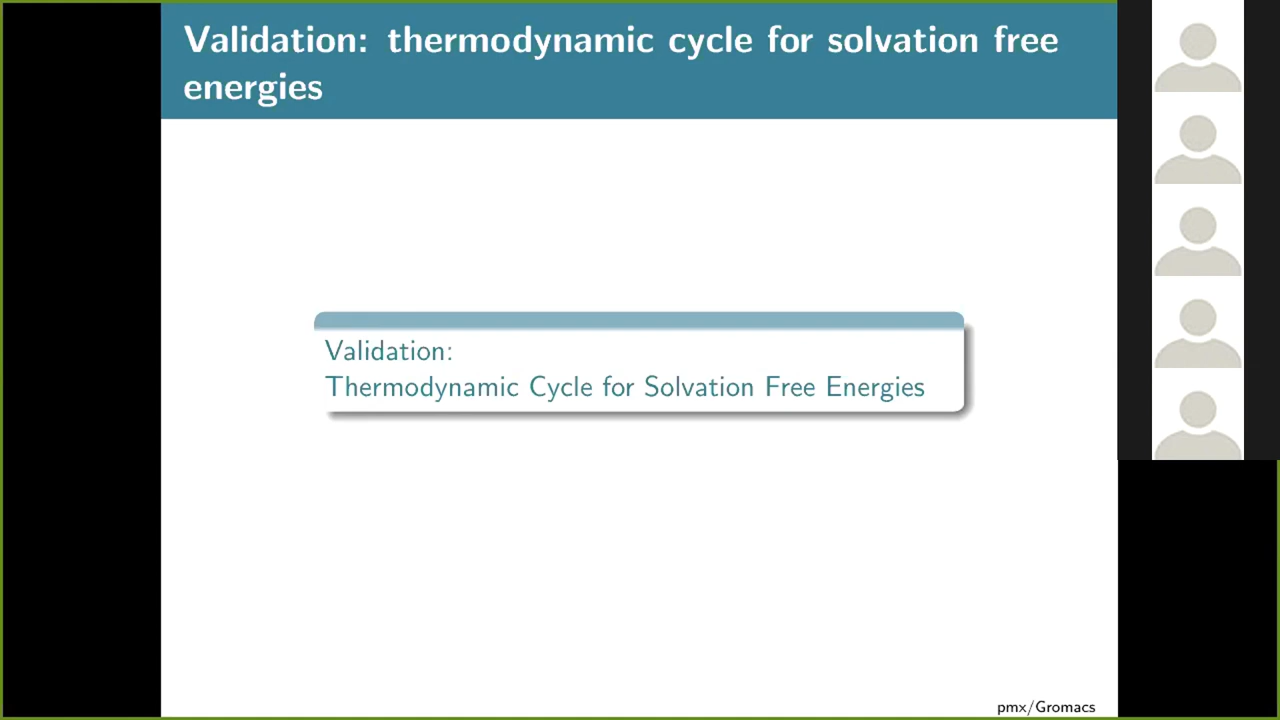 Validation: thermodynamic cycle for solvation free
energies
Validation:
Thermodynamic Cycle for Solvation Free Energies
pmx/Gromacs